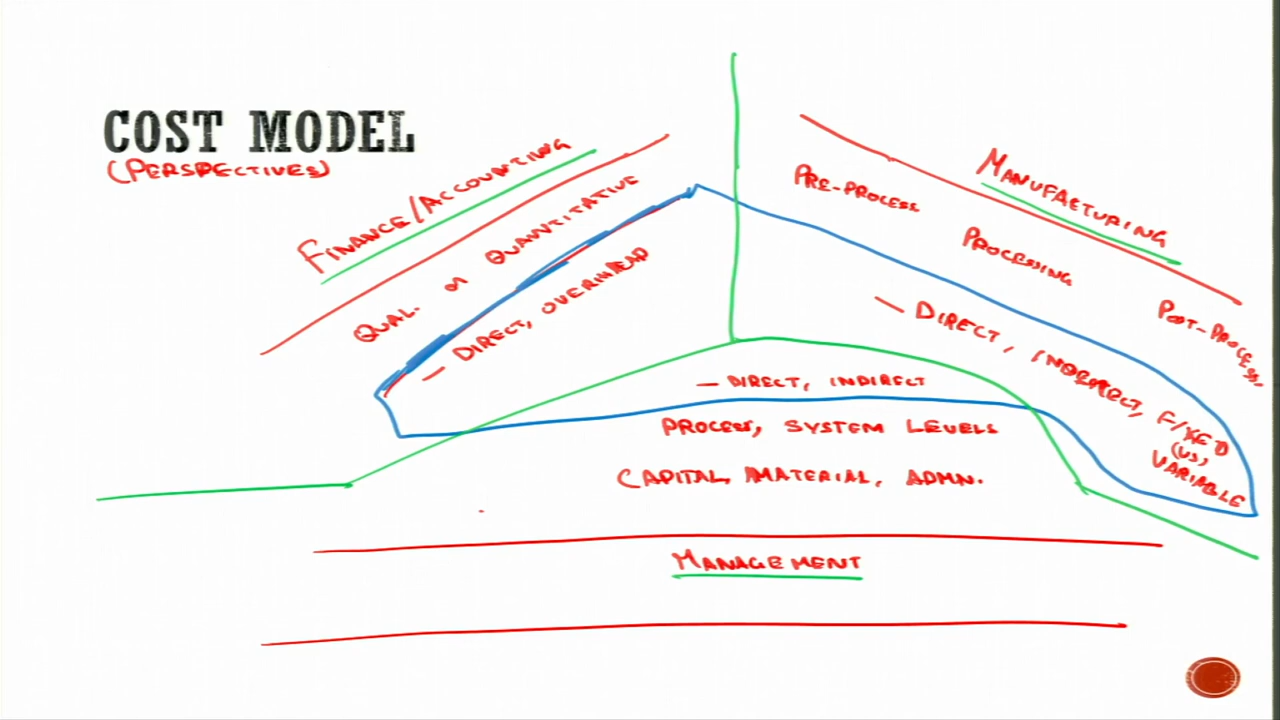 COST MODEL
(PERSPECTIVES)
FINANCE/ACCOUNTING
QUAL. OR QUANTITATIVE
– DIRECT, OVERHEAD
MANUFACTURING
PRE-PROCESS
PROCESSING
POST-PROCESS.
– DIRECT, INDIRECT, FIXED
(VS)
VARIABLE
– DIRECT, INDIRECT
PROCESS, SYSTEM LEVELS
CAPITAL, MATERIAL, ADMN.
MANAGEMENT